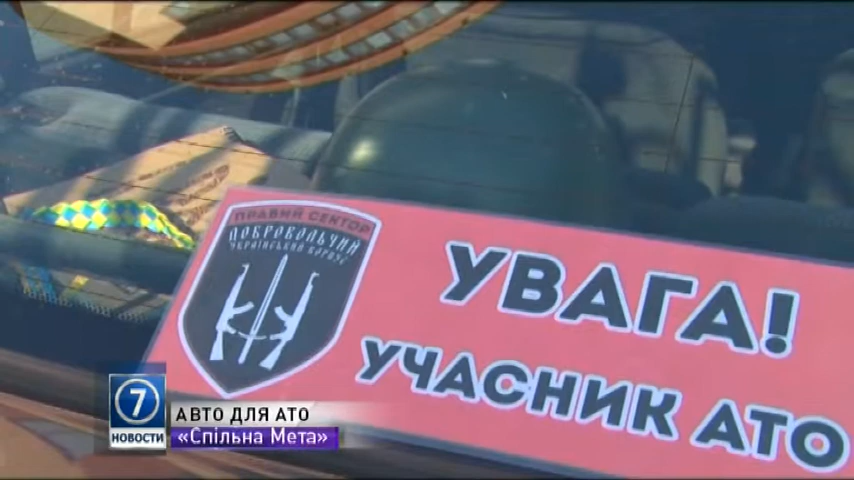 ПРАВИЙ СЕКТОР
ДОБРОВОЛЬЧИЙ
УКРАЇНСЬКИЙ КОРПУС
УВАГА!
УЧАСНИК АТО
7
НОВОСТИ
АВТО ДЛЯ АТО
«Спільна Мета»